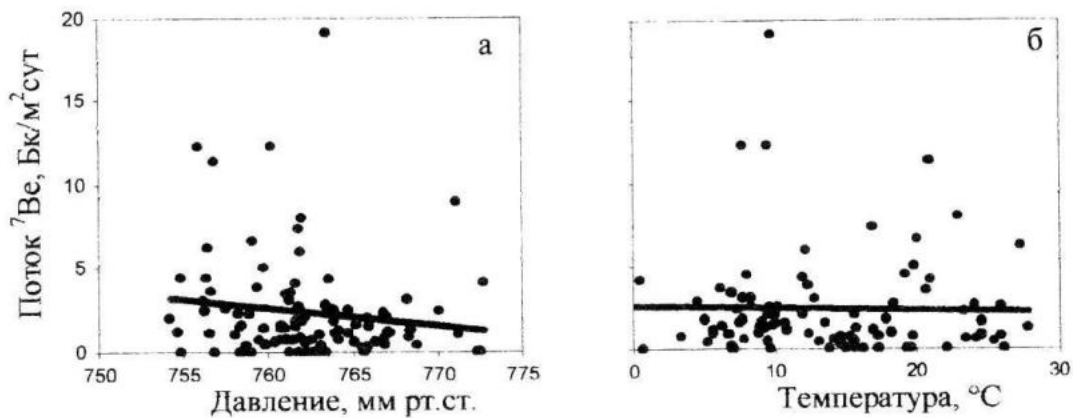 20
15
10
5
0
Поток ⁷Be, Бк/м²сут
а
750 755 760 765 770 775
Давление, мм рт.ст.
б
0 10 20 30
Температура, °С